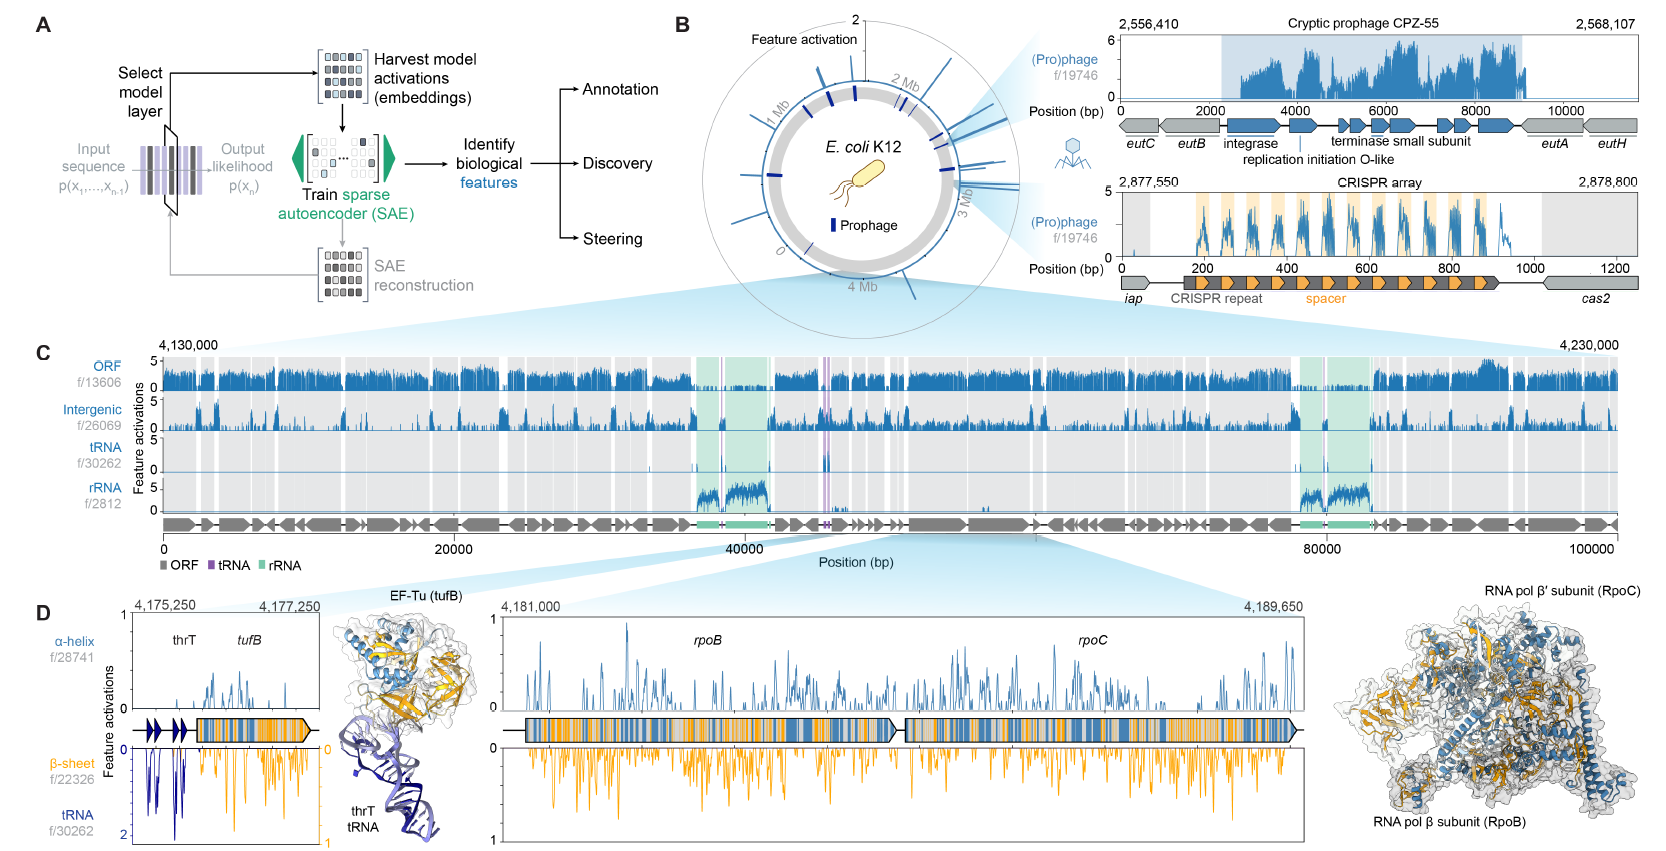 A
Select
model
layer
Harvest model
activations
(embeddings)
Input
sequence
p(x1,...,xn-1)
Output
likelihood
p(xn)
...
Train sparse
autoencoder (SAE)
Identify
biological
features
Annotation
Discovery
Steering
SAE
reconstruction
B
2
Feature activation
1 Mb
2 Mb
3 Mb
4 Mb
0
E. coli K12
Prophage
2,556,410
Cryptic prophage CPZ-55
2,568,107
(Pro)phage
f/19746
6
0
Position (bp)
0
2000
4000
6000
8000
10000
eutC
eutB
integrase
terminase small subunit
eutA
eutH
replication initiation O-like
2,877,550
CRISPR array
2,878,800
(Pro)phage
f/19746
5
0
Position (bp)
0
200
400
600
800
1000
1200
iap
CRISPR repeat
spacer
cas2
C
4,130,000
4,230,000
Feature activations
ORF
f/13606
5
0
Intergenic
f/26069
5
0
tRNA
f/30262
5
0
rRNA
f/2812
5
0
0
20000
40000
80000
100000
Position (bp)
ORF
tRNA
rRNA
D
4,175,250
4,177,250
Feature activations
α-helix
f/28741
1
0
thrT
tufB
β-sheet
f/22326
0
0
tRNA
f/30262
2
1
EF-Tu (tufB)
thrT
tRNA
4,181,000
4,189,650
1
0
rpoB
rpoC
0
1
RNA pol β' subunit (RpoC)
RNA pol β subunit (RpoB)